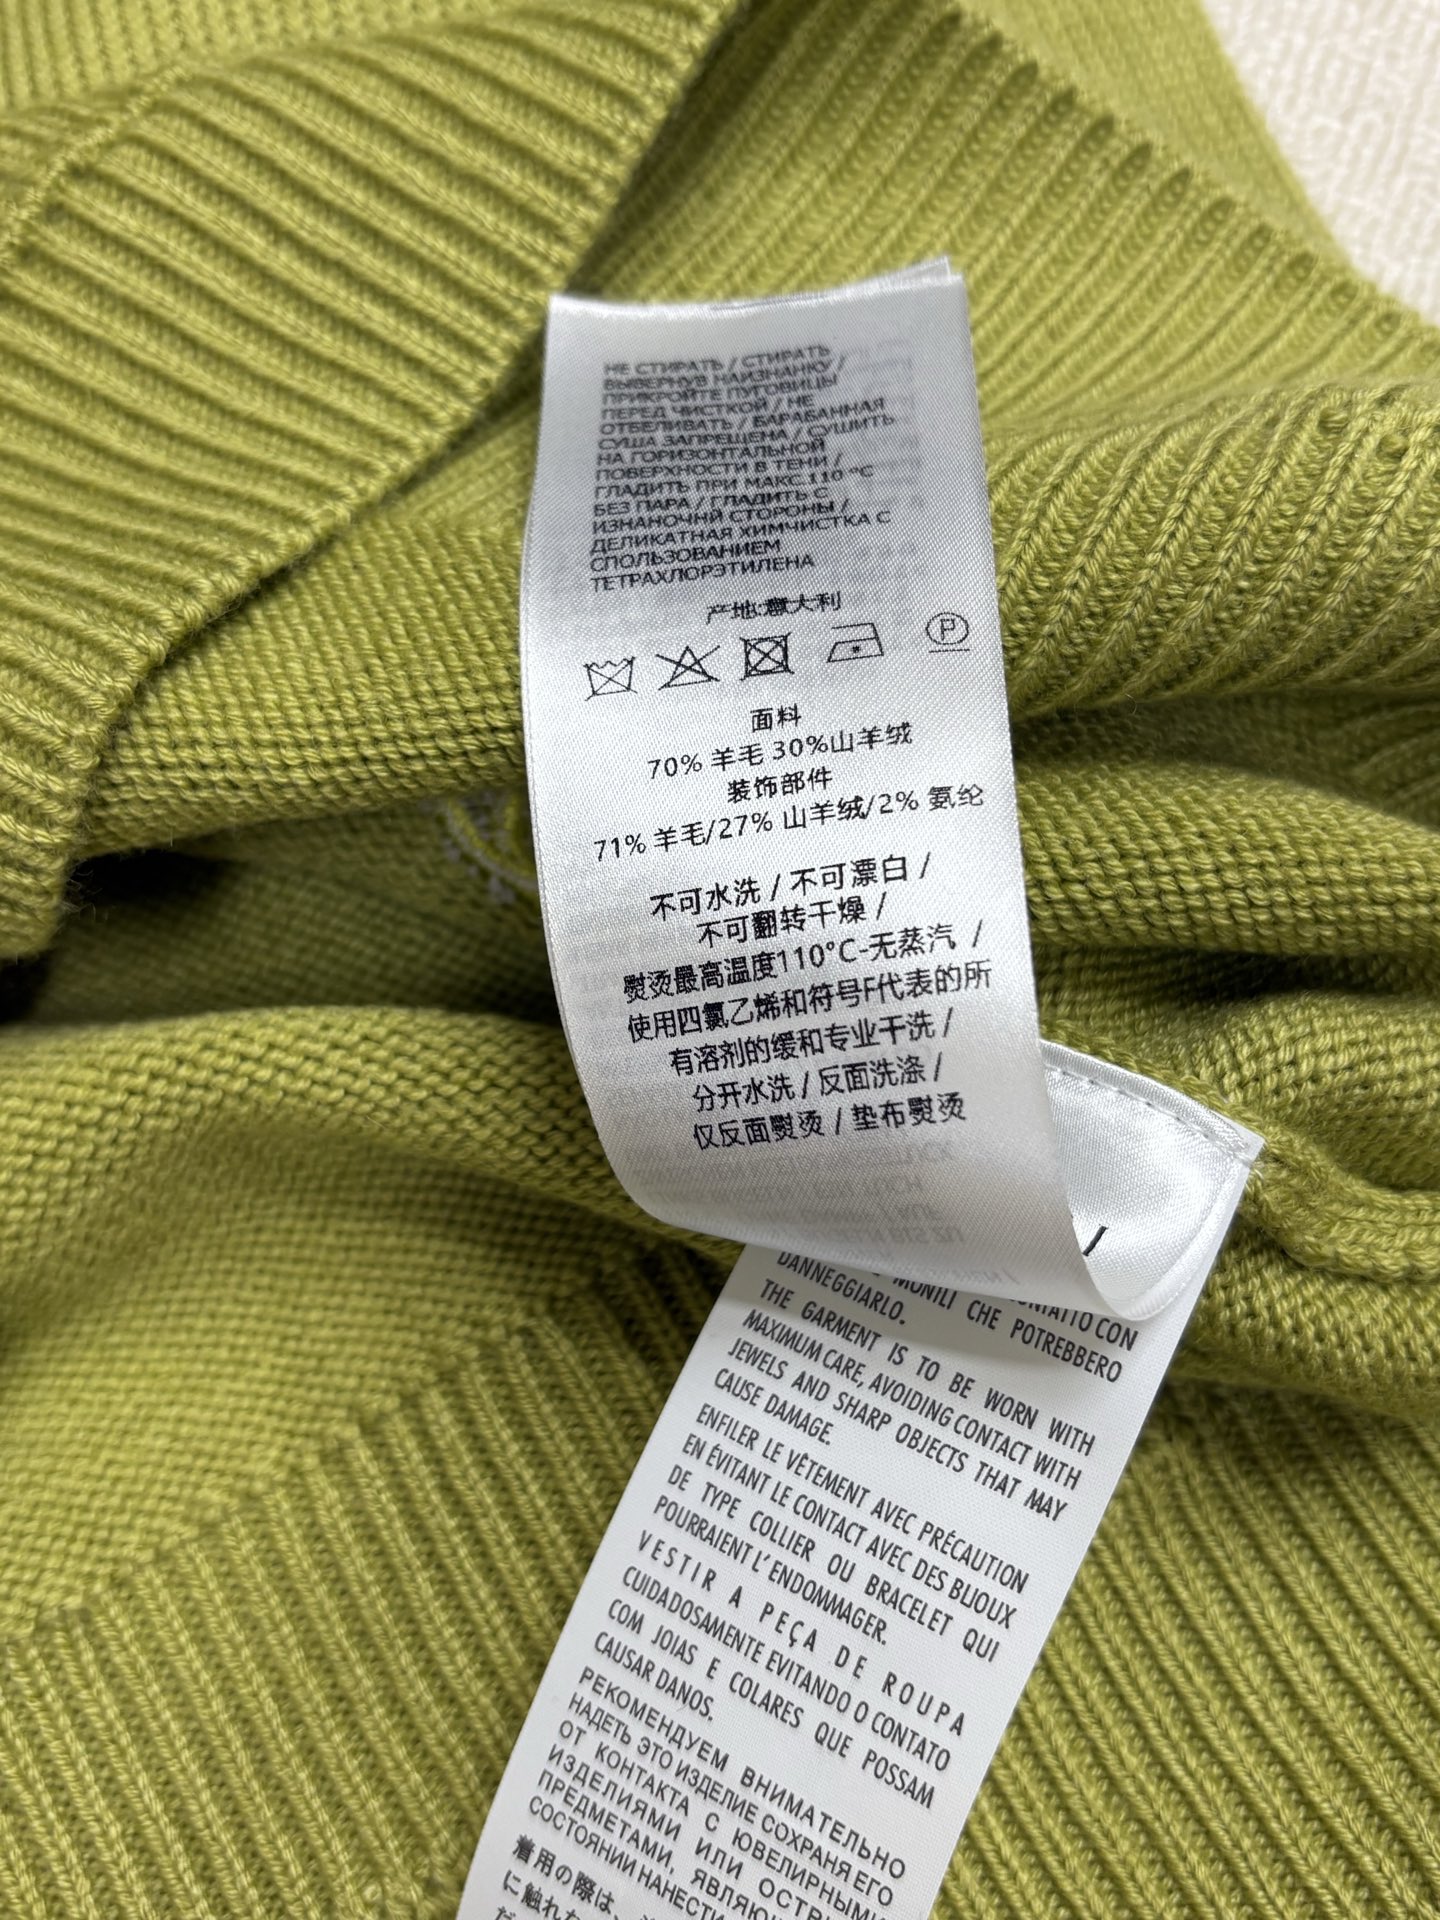 НЕ СТИРАТЬ / СТИРАТЬ
ВЫВЕРНУВ НАИЗНАНКУ /
ПРИКРОЙТЕ ПУГОВИЦЫ
ПЕРЕД ЧИСТКОЙ / НЕ
ОТБЕЛИВАТЬ / БАРАБАННАЯ
СУША ЗАПРЕЩЕНА / СУШИТЬ
НА ГОРИЗОНТАЛЬНОЙ
ПОВЕРХНОСТИ В ТЕНИ /
ГЛАДИТЬ ПРИ МАКС.110 °C
БЕЗ ПАРА / ГЛАДИТЬ С
ИЗНАНОЧНЙ СТОРОНЫ /
ДЕЛИКАТНАЯ ХИМЧИСТКА С
СПОЛЬЗОВАНИЕМ
ТЕТРАХЛОРЭТИЛЕНА
产地:意大利
P
面料
70% 羊毛 30%山羊绒
装饰部件
71% 羊毛/27% 山羊绒/2% 氨纶
不可水洗 / 不可漂白 /
不可翻转干燥 /
熨烫最高温度110°C-无蒸汽 /
使用四氯乙烯和符号F代表的所
有溶剂的缓和专业干洗 /
分开水洗 / 反面洗涤 /
仅反面熨烫 / 垫布熨烫
MONILI CHE POTREBBERO
DANNEGGIARLO.
THE GARMENT IS TO BE WORN WITH
MAXIMUM CARE, AVOIDING CONTACT WITH
JEWELS AND SHARP OBJECTS THAT MAY
CAUSE DAMAGE.
ENFILER LE VÊTEMENT AVEC PRÉCAUTION
EN ÉVITANT LE CONTACT AVEC DES BIJOUX
DE TYPE COLLIER OU BRACELET QUI
POURRAIENT L'ENDOMMAGER.
VESTIR A PEÇA DE ROUPA
CUIDADOSAMENTE EVITANDO O CONTATO
COM JOIAS E COLARES QUE POSSAM
CAUSAR DANOS.
РЕКОМЕНДУЕМ ВНИМАТЕЛЬНО
НАДЕТЬ ЭТО ИЗДЕЛИЕ СОХРАНЯ ЕГО
ОТ КОНТАКТА С ЮВЕЛИРНЫМИ
ИЗДЕЛИЯМИ ИЛИ
ПРЕДМЕТАМИ,
СОСТОЯНИИ
着用の際は、
に触れな